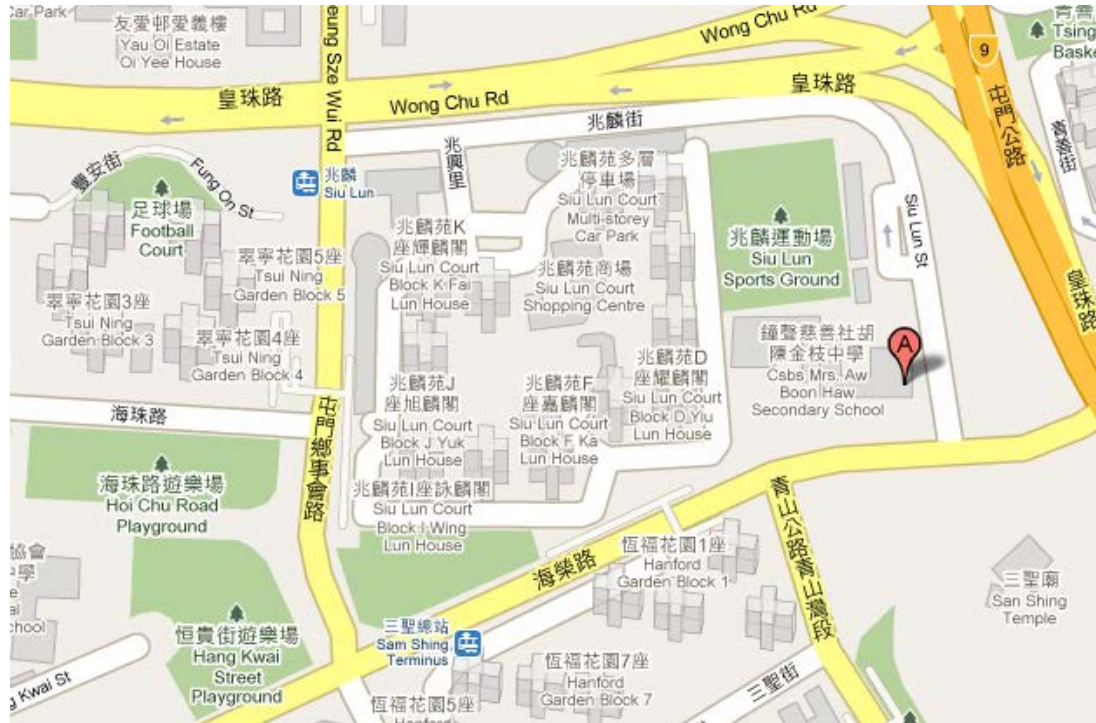 Car Park
友愛邨愛義樓
Yau Oi Estate
Oi Yee House
eung Sze Wui Rd
Wong Chu Rd
皇珠路
Wong Chu Rd
皇珠路
9
屯門公路
Tsing
Baske
青善街
豐安街
Fung On St
足球場
Football
Court
兆麟
Siu Lun
兆興里
兆麟街
兆麟苑多層
停車場
Siu Lun Court
Multi-storey
Car Park
兆麟運動場
Siu Lun
Sports Ground
Siu Lun St
皇珠路
兆麟苑K
座輝麟閣
Siu Lun Court
Block K Fai
Lun House
兆麟苑商場
Siu Lun Court
Shopping Centre
翠寧花園5座
Tsui Ning
Garden Block 5
翠寧花園3座
Tsui Ning
Garden Block 3
翠寧花園4座
Tsui Ning
Garden Block 4
鐘聲慈善社胡
陳金枝中學
Csbs Mrs. Aw
Boon Haw
Secondary School
A
兆麟苑J
座旭麟閣
Siu Lun Court
Block J Yuk
Lun House
兆麟苑F
座嘉麟閣
Siu Lun Court
Block F Ka
Lun House
兆麟苑D
座耀麟閣
Siu Lun Court
Block D Yiu
Lun House
海珠路
屯門鄉事會路
海珠路遊樂場
Hoi Chu Road
Playground
兆麟苑I座詠麟閣
Siu Lun Court
Block I Wing
Lun House
海榮路
恆福花園1座
Hanford
Garden Block 1
青山公路青山灣段
三聖廟
San Shing
Temple
協會
中學
chool
恒貴街遊樂場
Hang Kwai
Street
Playground
三聖總站
Sam Shing
Terminus
恆福花園7座
Hanford
Garden Block 7
三聖街
g Kwai St
恆福花園5座